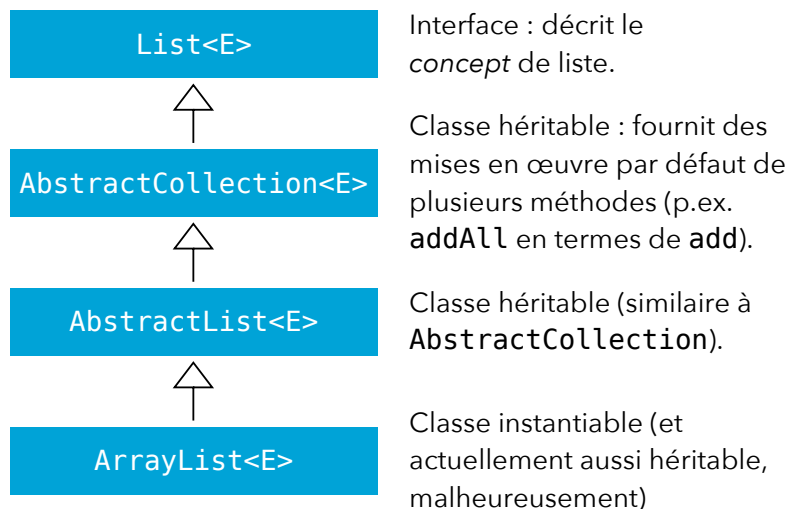 List<E>
Interface : décrit le
concept de liste.
AbstractCollection<E>
Classe héritable : fournit des
mises en œuvre par défaut de
plusieurs méthodes (p.ex.
addAll en termes de add).
AbstractList<E>
Classe héritable (similaire à
AbstractCollection).
ArrayList<E>
Classe instantiable (et
actuellement aussi héritable,
malheureusement)